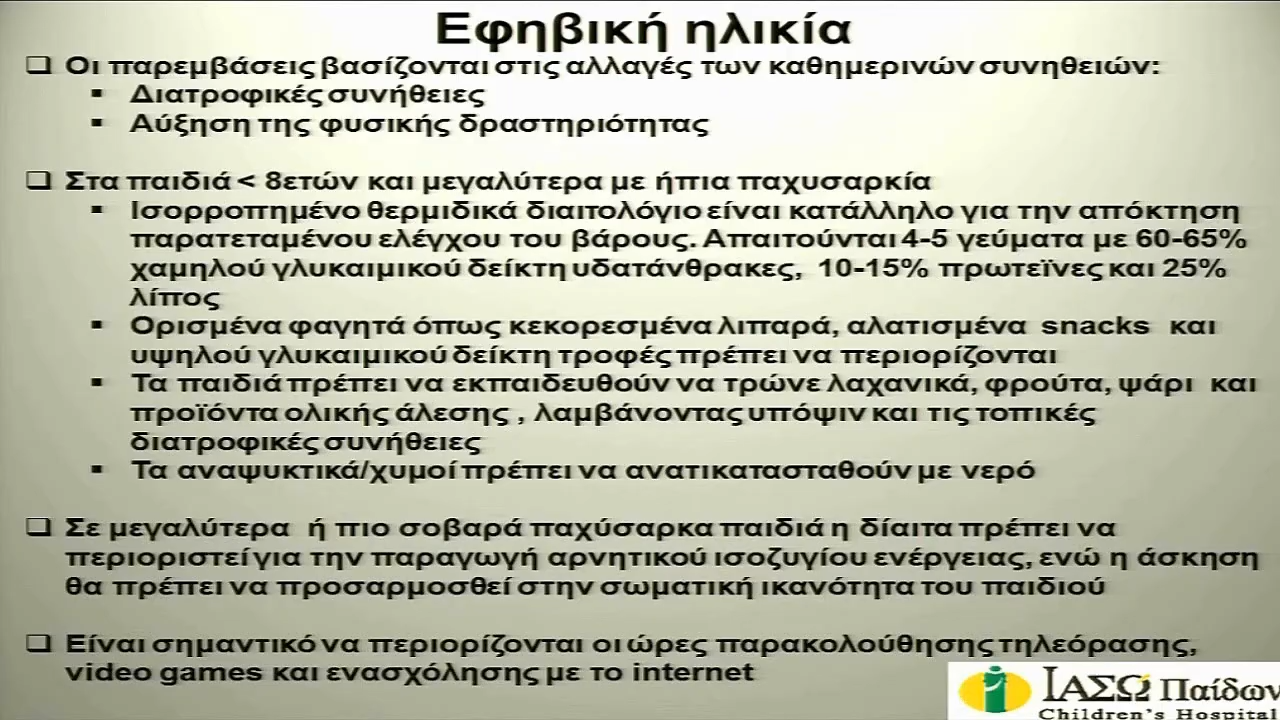 Εφηβική ηλικία
❑ Οι παρεμβάσεις βασίζονται στις αλλαγές των καθημερινών συνηθειών:
▪ Διατροφικές συνήθειες
▪ Αύξηση της φυσικής δραστηριότητας
❑ Στα παιδιά < 8ετών και μεγαλύτερα με ήπια παχυσαρκία
▪ Ισορροπημένο θερμιδικά διαιτολόγιο είναι κατάλληλο για την απόκτηση
παρατεταμένου ελέγχου του βάρους. Απαιτούνται 4-5 γεύματα με 60-65%
χαμηλού γλυκαιμικού δείκτη υδατάνθρακες, 10-15% πρωτεϊνες και 25%
λίπος
▪ Ορισμένα φαγητά όπως κεκορεσμένα λιπαρά, αλατισμένα snacks και
υψηλού γλυκαιμικού δείκτη τροφές πρέπει να περιορίζονται
▪ Τα παιδιά πρέπει να εκπαιδευθούν να τρώνε λαχανικά, φρούτα, ψάρι και
προϊόντα ολικής άλεσης , λαμβάνοντας υπόψιν και τις τοπικές
διατροφικές συνήθειες
▪ Τα αναψυκτικά/χυμοί πρέπει να ανατικατασταθούν με νερό
❑ Σε μεγαλύτερα ή πιο σοβαρά παχύσαρκα παιδιά η δίαιτα πρέπει να
περιοριστεί για την παραγωγή αρνητικού ισοζυγίου ενέργειας, ενώ η άσκηση
θα πρέπει να προσαρμοσθεί στην σωματική ικανότητα του παιδιού
❑ Είναι σημαντικό να περιορίζονται οι ώρες παρακολούθησης τηλεόρασης,
video games και ενασχόλησης με το internet
ΙΑΣΩ Παίδων
Children's Hospital